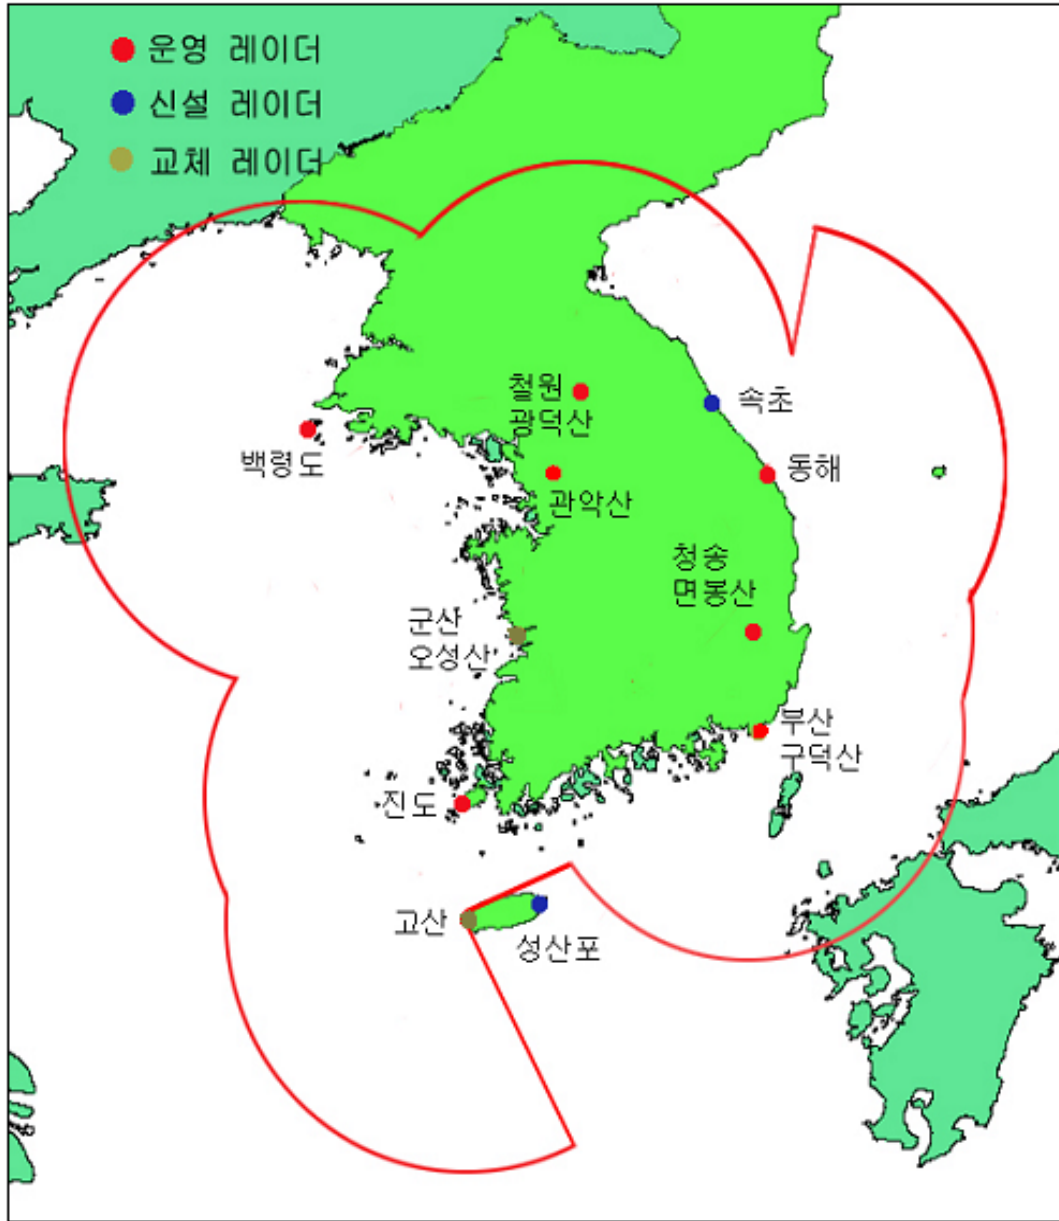 운영 레이더
신설 레이더
교체 레이더
철원
광덕산
속초
백령도
동해
관악산
청송
면봉산
군산
오성산
부산
구덕산
진도
고산
성산포